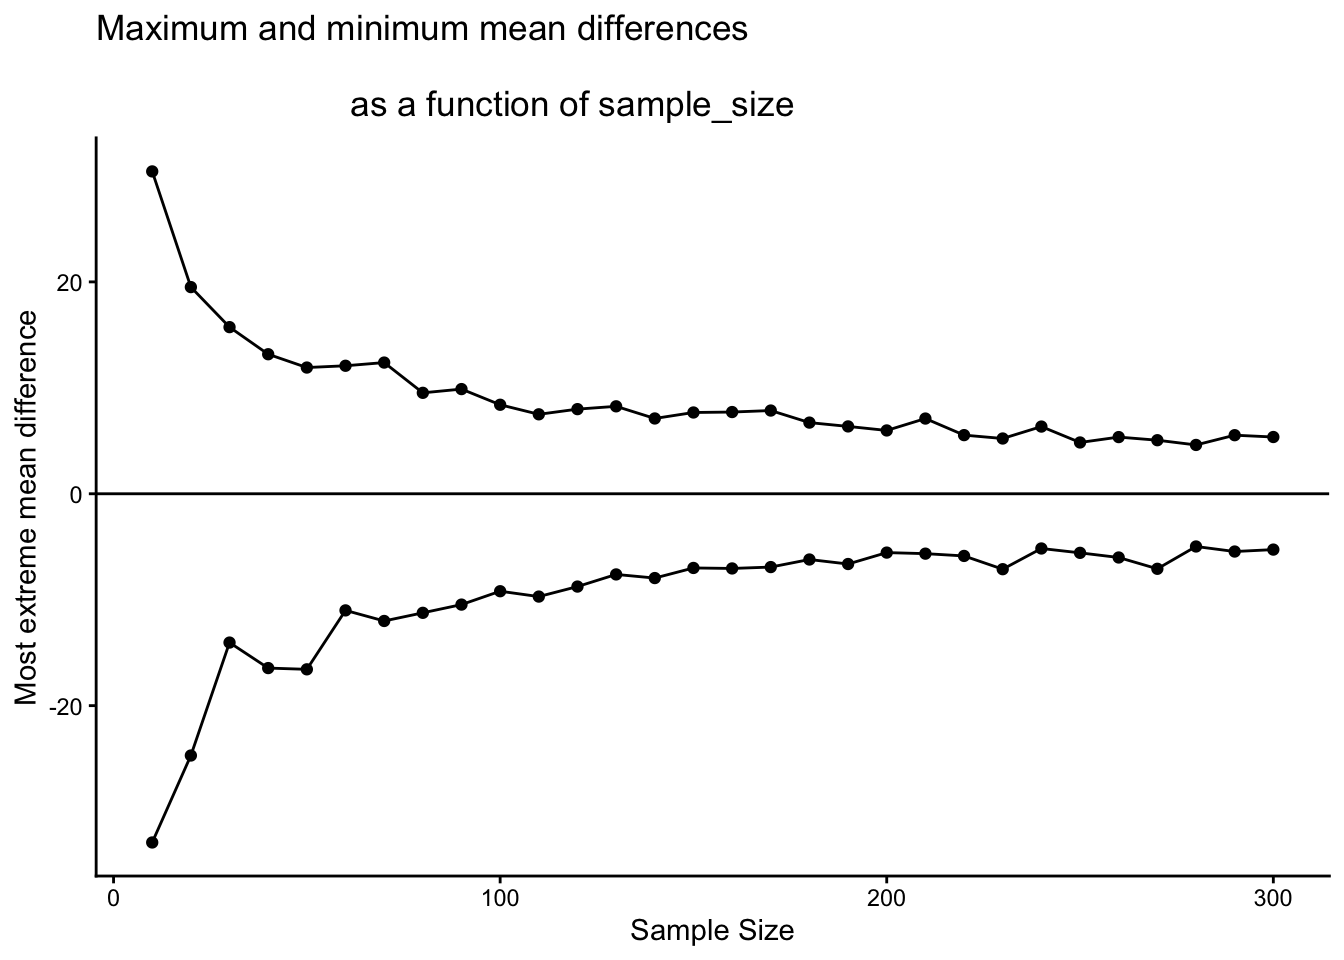 Maximum and minimum mean differences
as a function of sample_size
Most extreme mean difference
20
0
-20
0
100
200
300
Sample Size